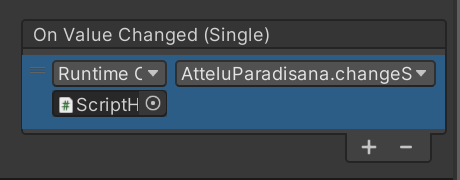 On Value Changed (Single)
Runtime C
AtteluParadisana.changeS
ScriptH
+ −